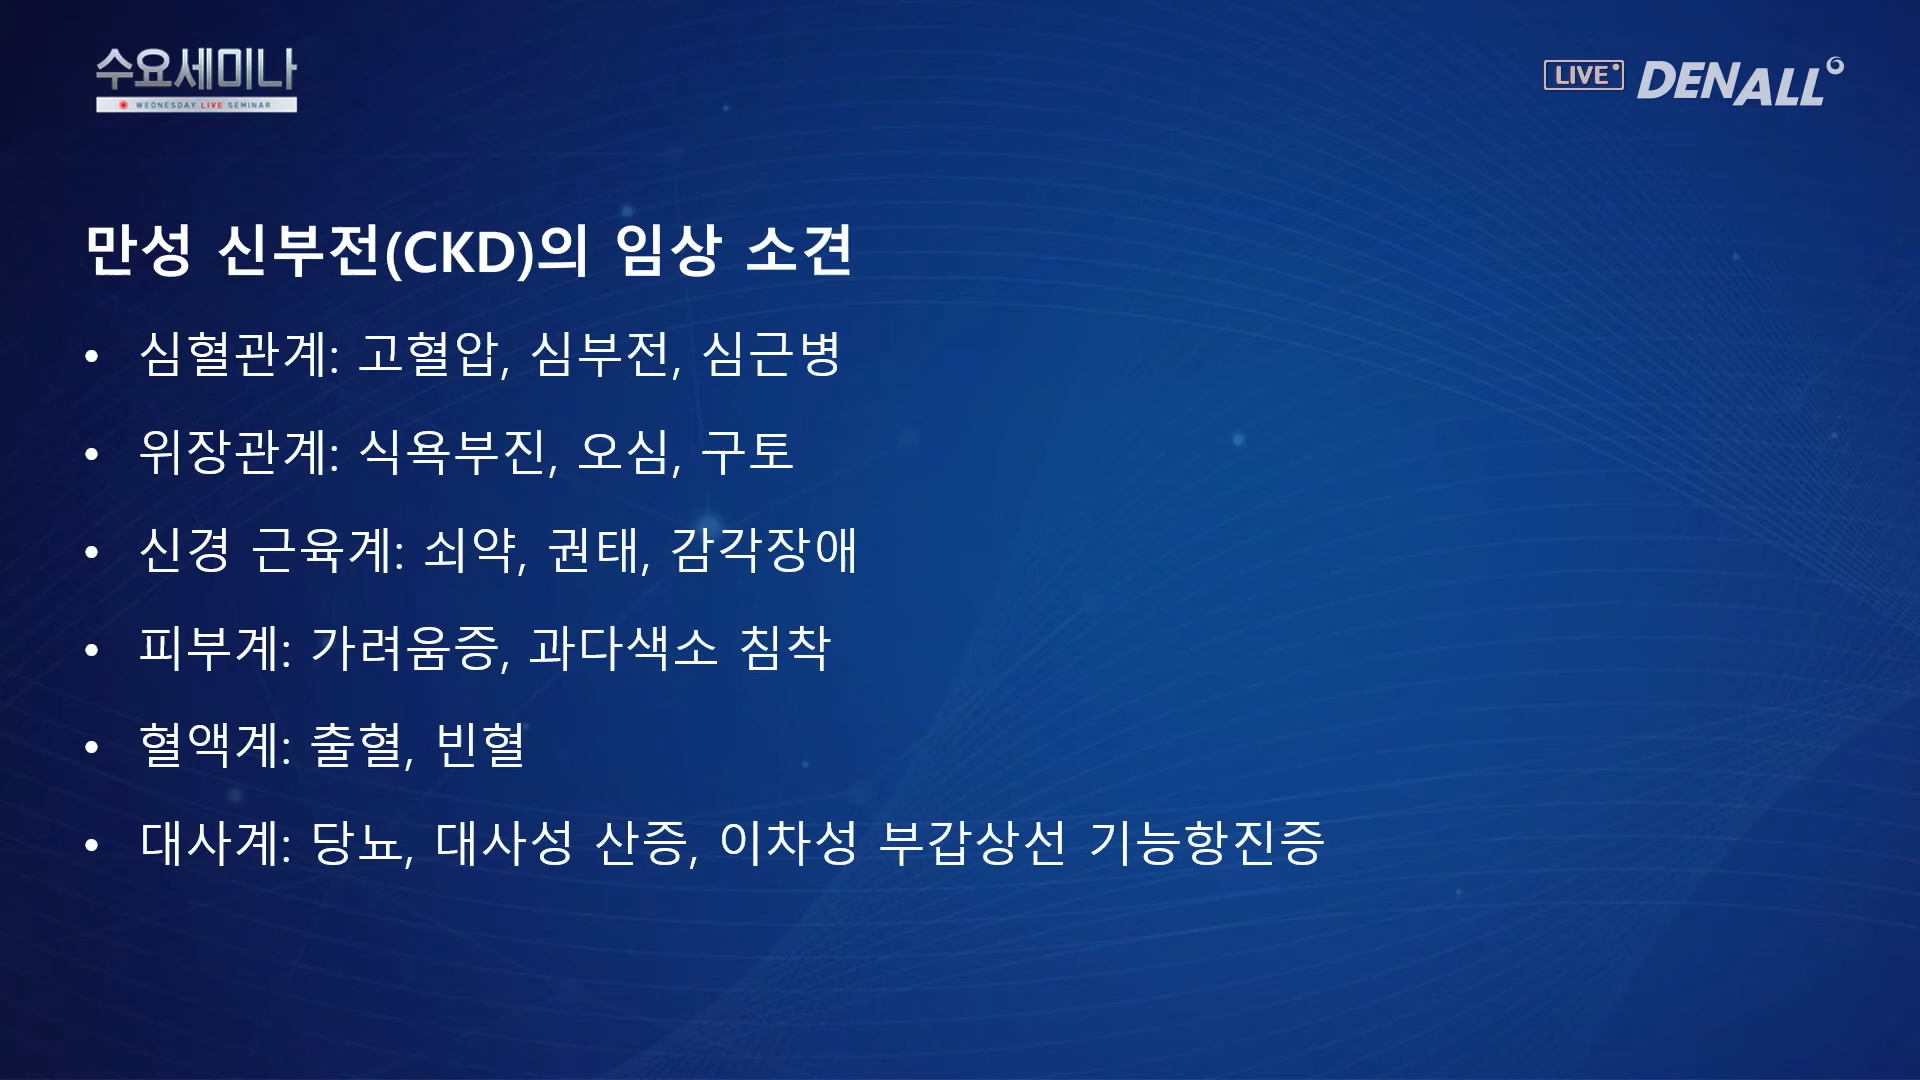 수요세미나
WEDNESDAY LIVE SEMINAR
LIVE
DENALL
만성 신부전(CKD)의 임상 소견
• 심혈관계: 고혈압, 심부전, 심근병
• 위장관계: 식욕부진, 오심, 구토
• 신경 근육계: 쇠약, 권태, 감각장애
• 피부계: 가려움증, 과다색소 침착
• 혈액계: 출혈, 빈혈
• 대사계: 당뇨, 대사성 산증, 이차성 부갑상선 기능항진증